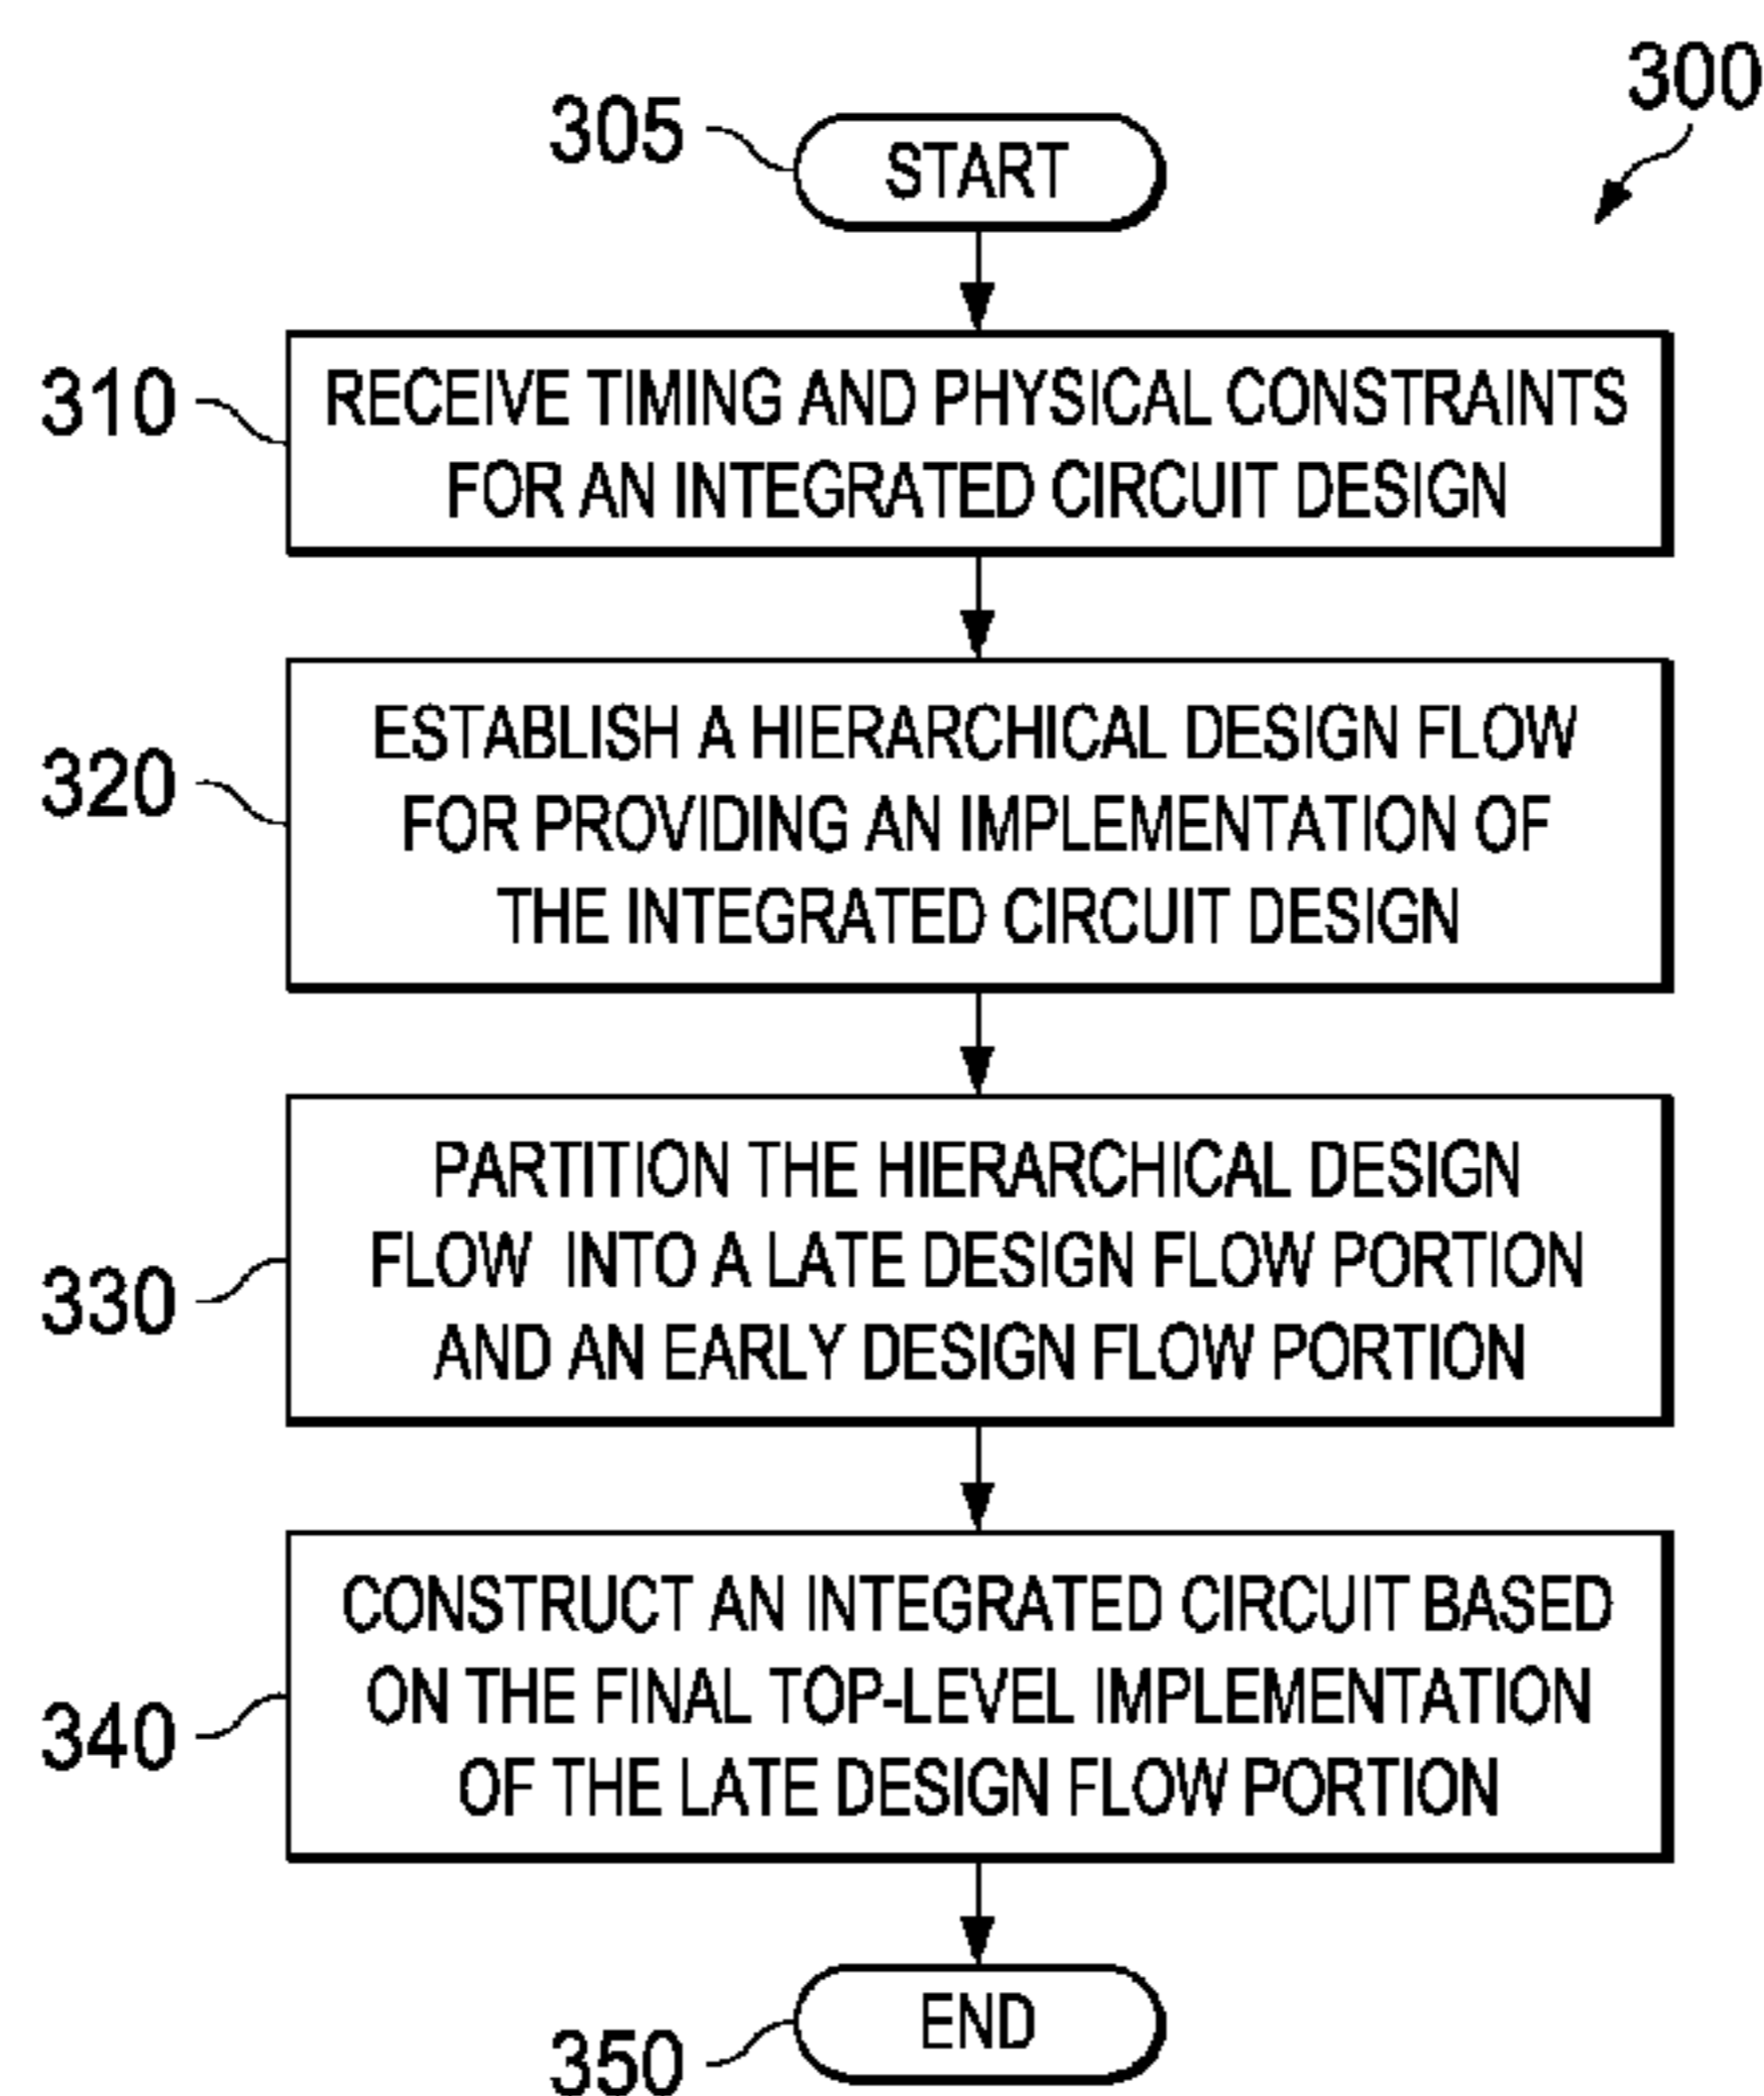 300
305
START
310
RECEIVE TIMING AND PHYSICAL CONSTRAINTS
FOR AN INTEGRATED CIRCUIT DESIGN
320
ESTABLISH A HIERARCHICAL DESIGN FLOW
FOR PROVIDING AN IMPLEMENTATION OF
THE INTEGRATED CIRCUIT DESIGN
330
PARTITION THE HIERARCHICAL DESIGN
FLOW INTO A LATE DESIGN FLOW PORTION
AND AN EARLY DESIGN FLOW PORTION
340
CONSTRUCT AN INTEGRATED CIRCUIT BASED
ON THE FINAL TOP-LEVEL IMPLEMENTATION
OF THE LATE DESIGN FLOW PORTION
350
END